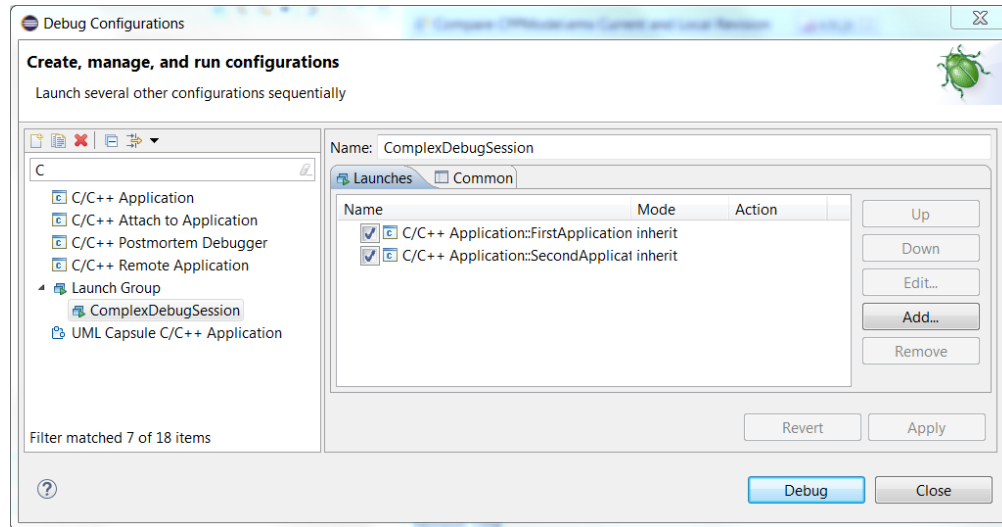 Debug Configurations
Create, manage, and run configurations
Launch several other configurations sequentially
C
C/C++ Application
C/C++ Attach to Application
C/C++ Postmortem Debugger
C/C++ Remote Application
Launch Group
ComplexDebugSession
UML Capsule C/C++ Application
Filter matched 7 of 18 items
Name: ComplexDebugSession
Launches Common
Name Mode Action
C/C++ Application::FirstApplication inherit
C/C++ Application::SecondApplicat inherit
Up
Down
Edit...
Add...
Remove
Revert Apply
Debug Close